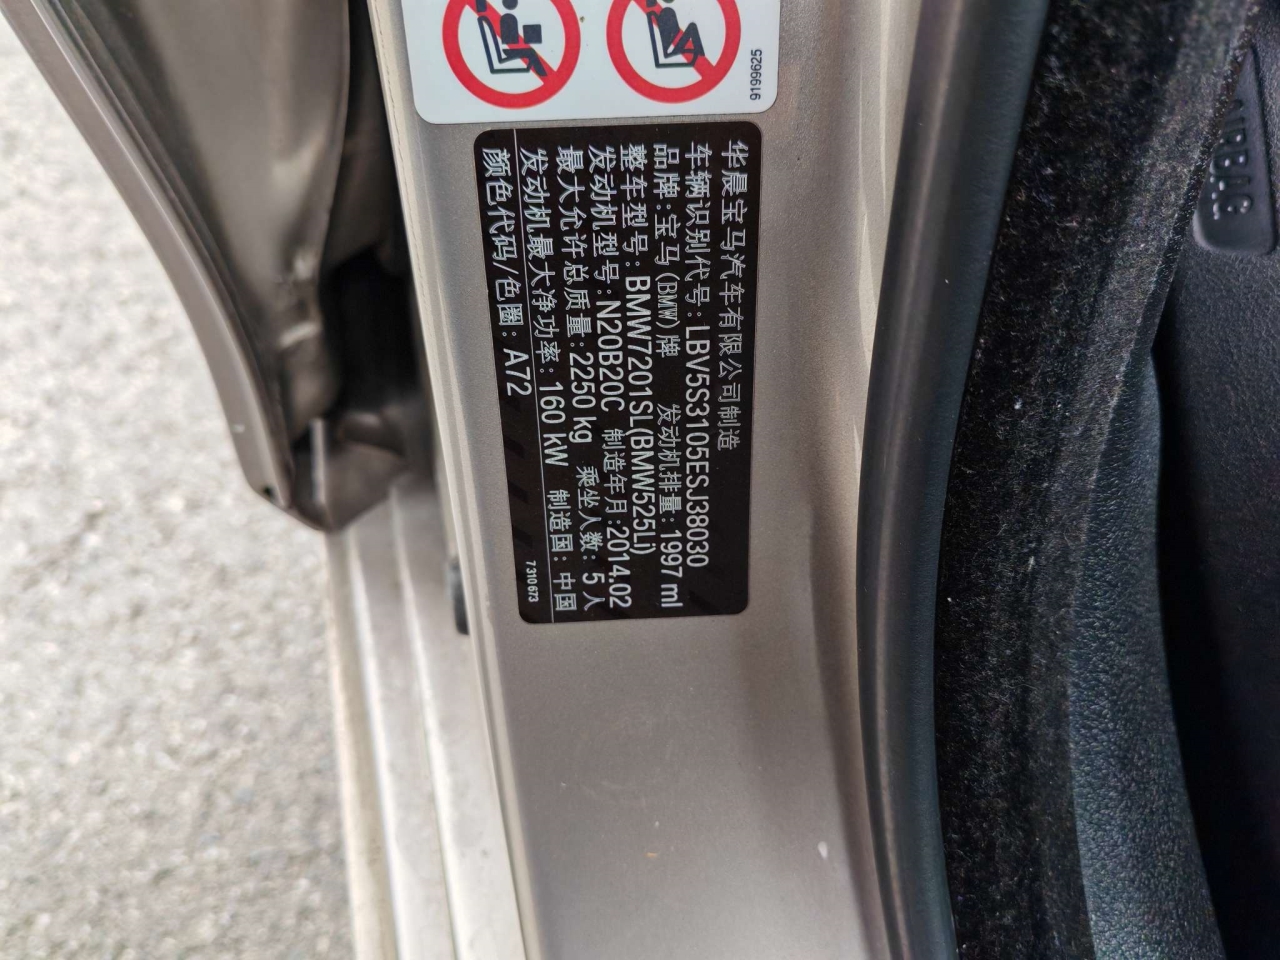 9199625
华晨宝马汽车有限公司制造
车辆识别代号:LBV5S3105ESJ38030
品牌:宝马(BMW)牌 发动机排量:1997 ml
整车型号:BMW7201SL(BMW525Li)
发动机型号:N20B20C 制造年月:2014.02
最大允许总质量:2250 kg 乘坐人数:5人
发动机最大净功率:160 kW 制造国:中国
颜色代码/色圈:A72 7310673
AIRBAG